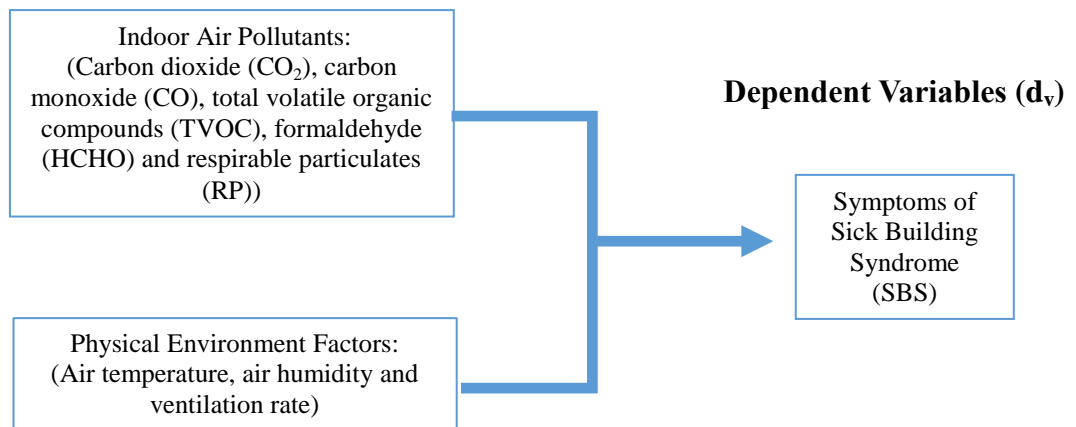 Indoor Air Pollutants:
(Carbon dioxide (CO₂), carbon
monoxide (CO), total volatile organic
compounds (TVOC), formaldehyde
(HCHO) and respirable particulates
(RP))
Dependent Variables (dᵥ)
Symptoms of
Sick Building
Syndrome
(SBS)
Physical Environment Factors:
(Air temperature, air humidity and
ventilation rate)